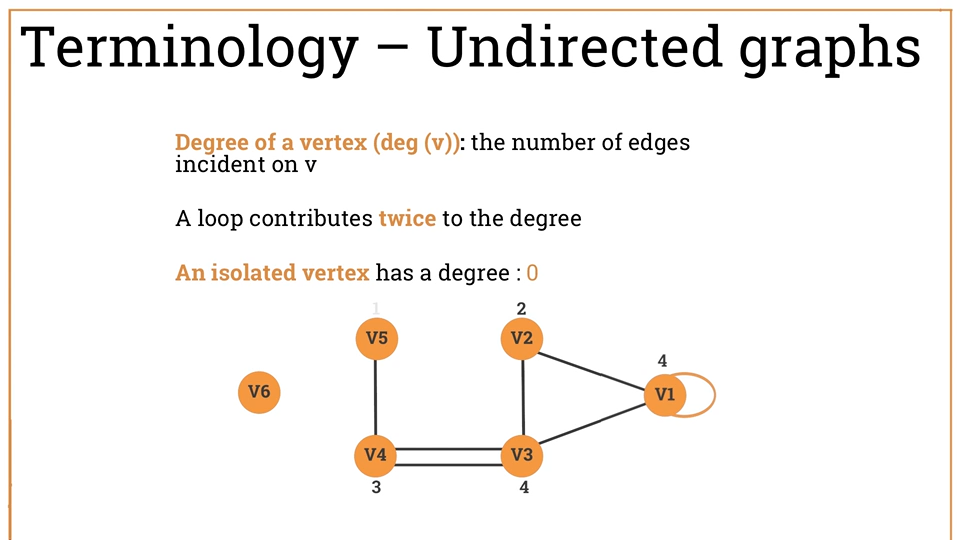 Terminology – Undirected graphs
Degree of a vertex (deg (v)): the number of edges
incident on v
A loop contributes twice to the degree
An isolated vertex has a degree : 0
1
2
V5
V2
4
V6
V1
V4
V3
3
4